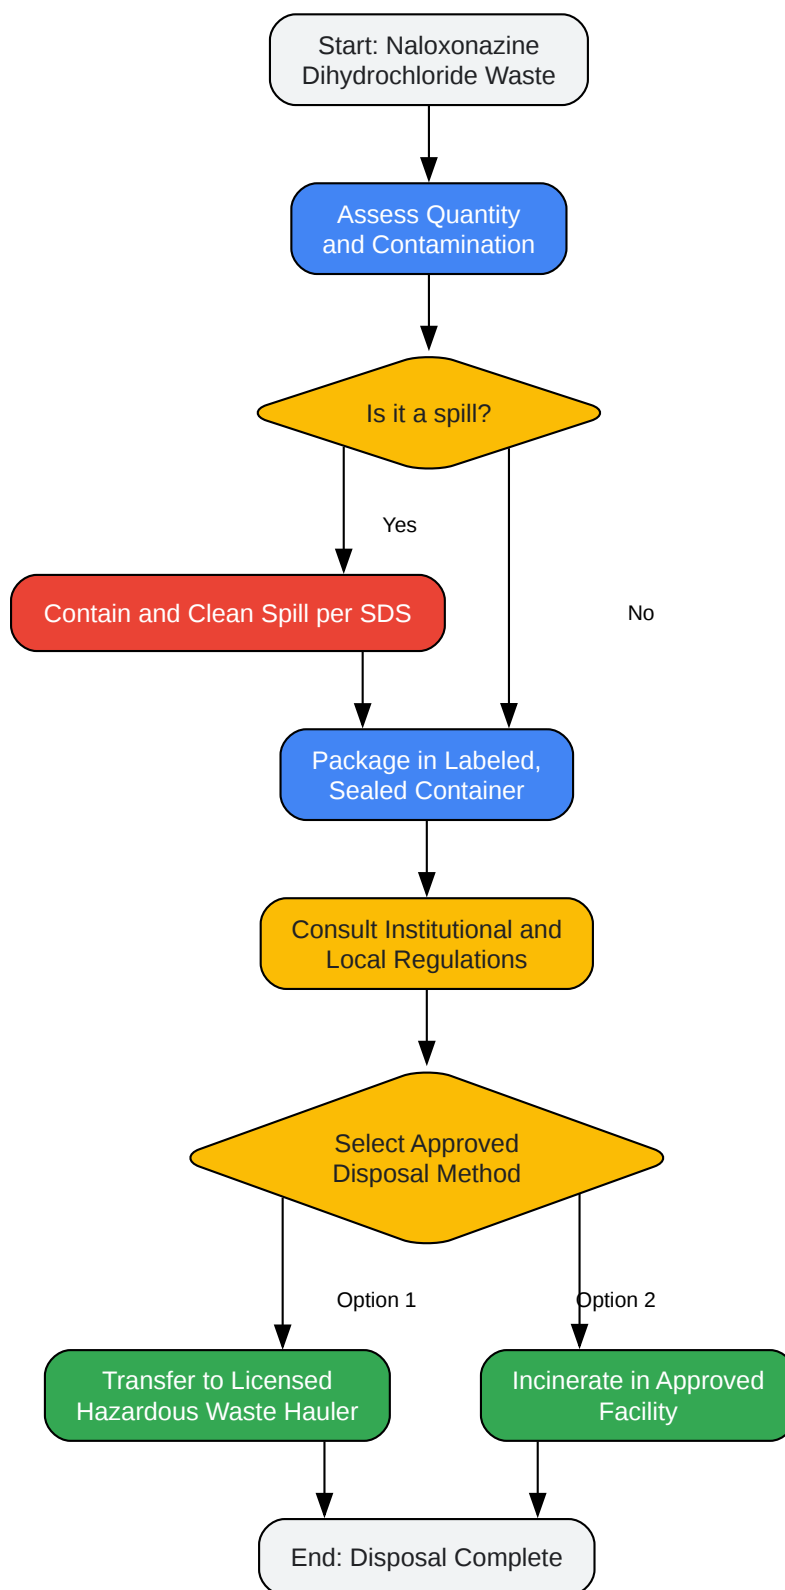 Start: Naloxonazine
Dihydrochloride Waste
Assess Quantity
and Contamination
Is it a spill?
Yes
Contain and Clean Spill per SDS
No
Package in Labeled,
Sealed Container
Consult Institutional and
Local Regulations
Select Approved
Disposal Method
Option 1
Option 2
Transfer to Licensed
Hazardous Waste Hauler
Incinerate in Approved
Facility
End: Disposal Complete